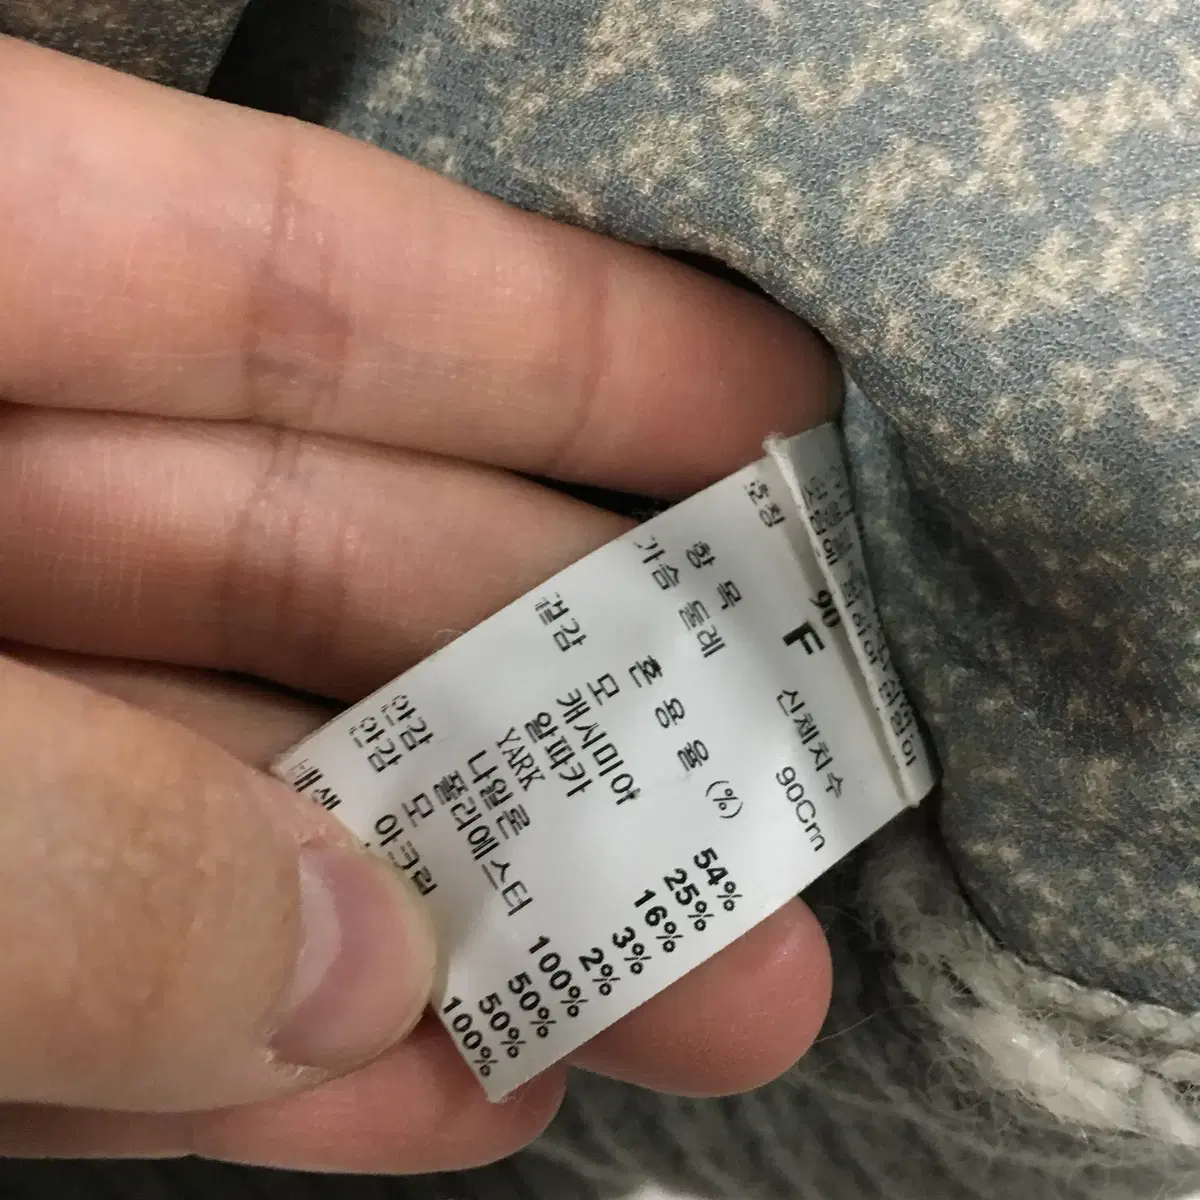 90
호칭 F
항 목 신체치수
가슴 둘레 90Cm
혼 용 율 (%)
겉감 모 54%
캐시미어 25%
알파카 16%
YARK 3%
나일론 2%
안감 폴리에스터 100%
안감 모 50%
아크릴 50%
배색 100%